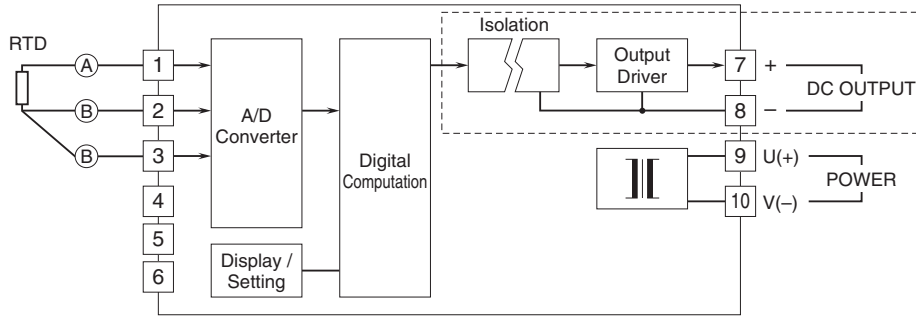 Isolation
RTD
A
1
B
2
B
3
4
5
6
A/D
Converter
Display /
Setting
Digital
Computation
Output
Driver
7
+
8
–
DC OUTPUT
9
U(+)
10
V(–)
POWER